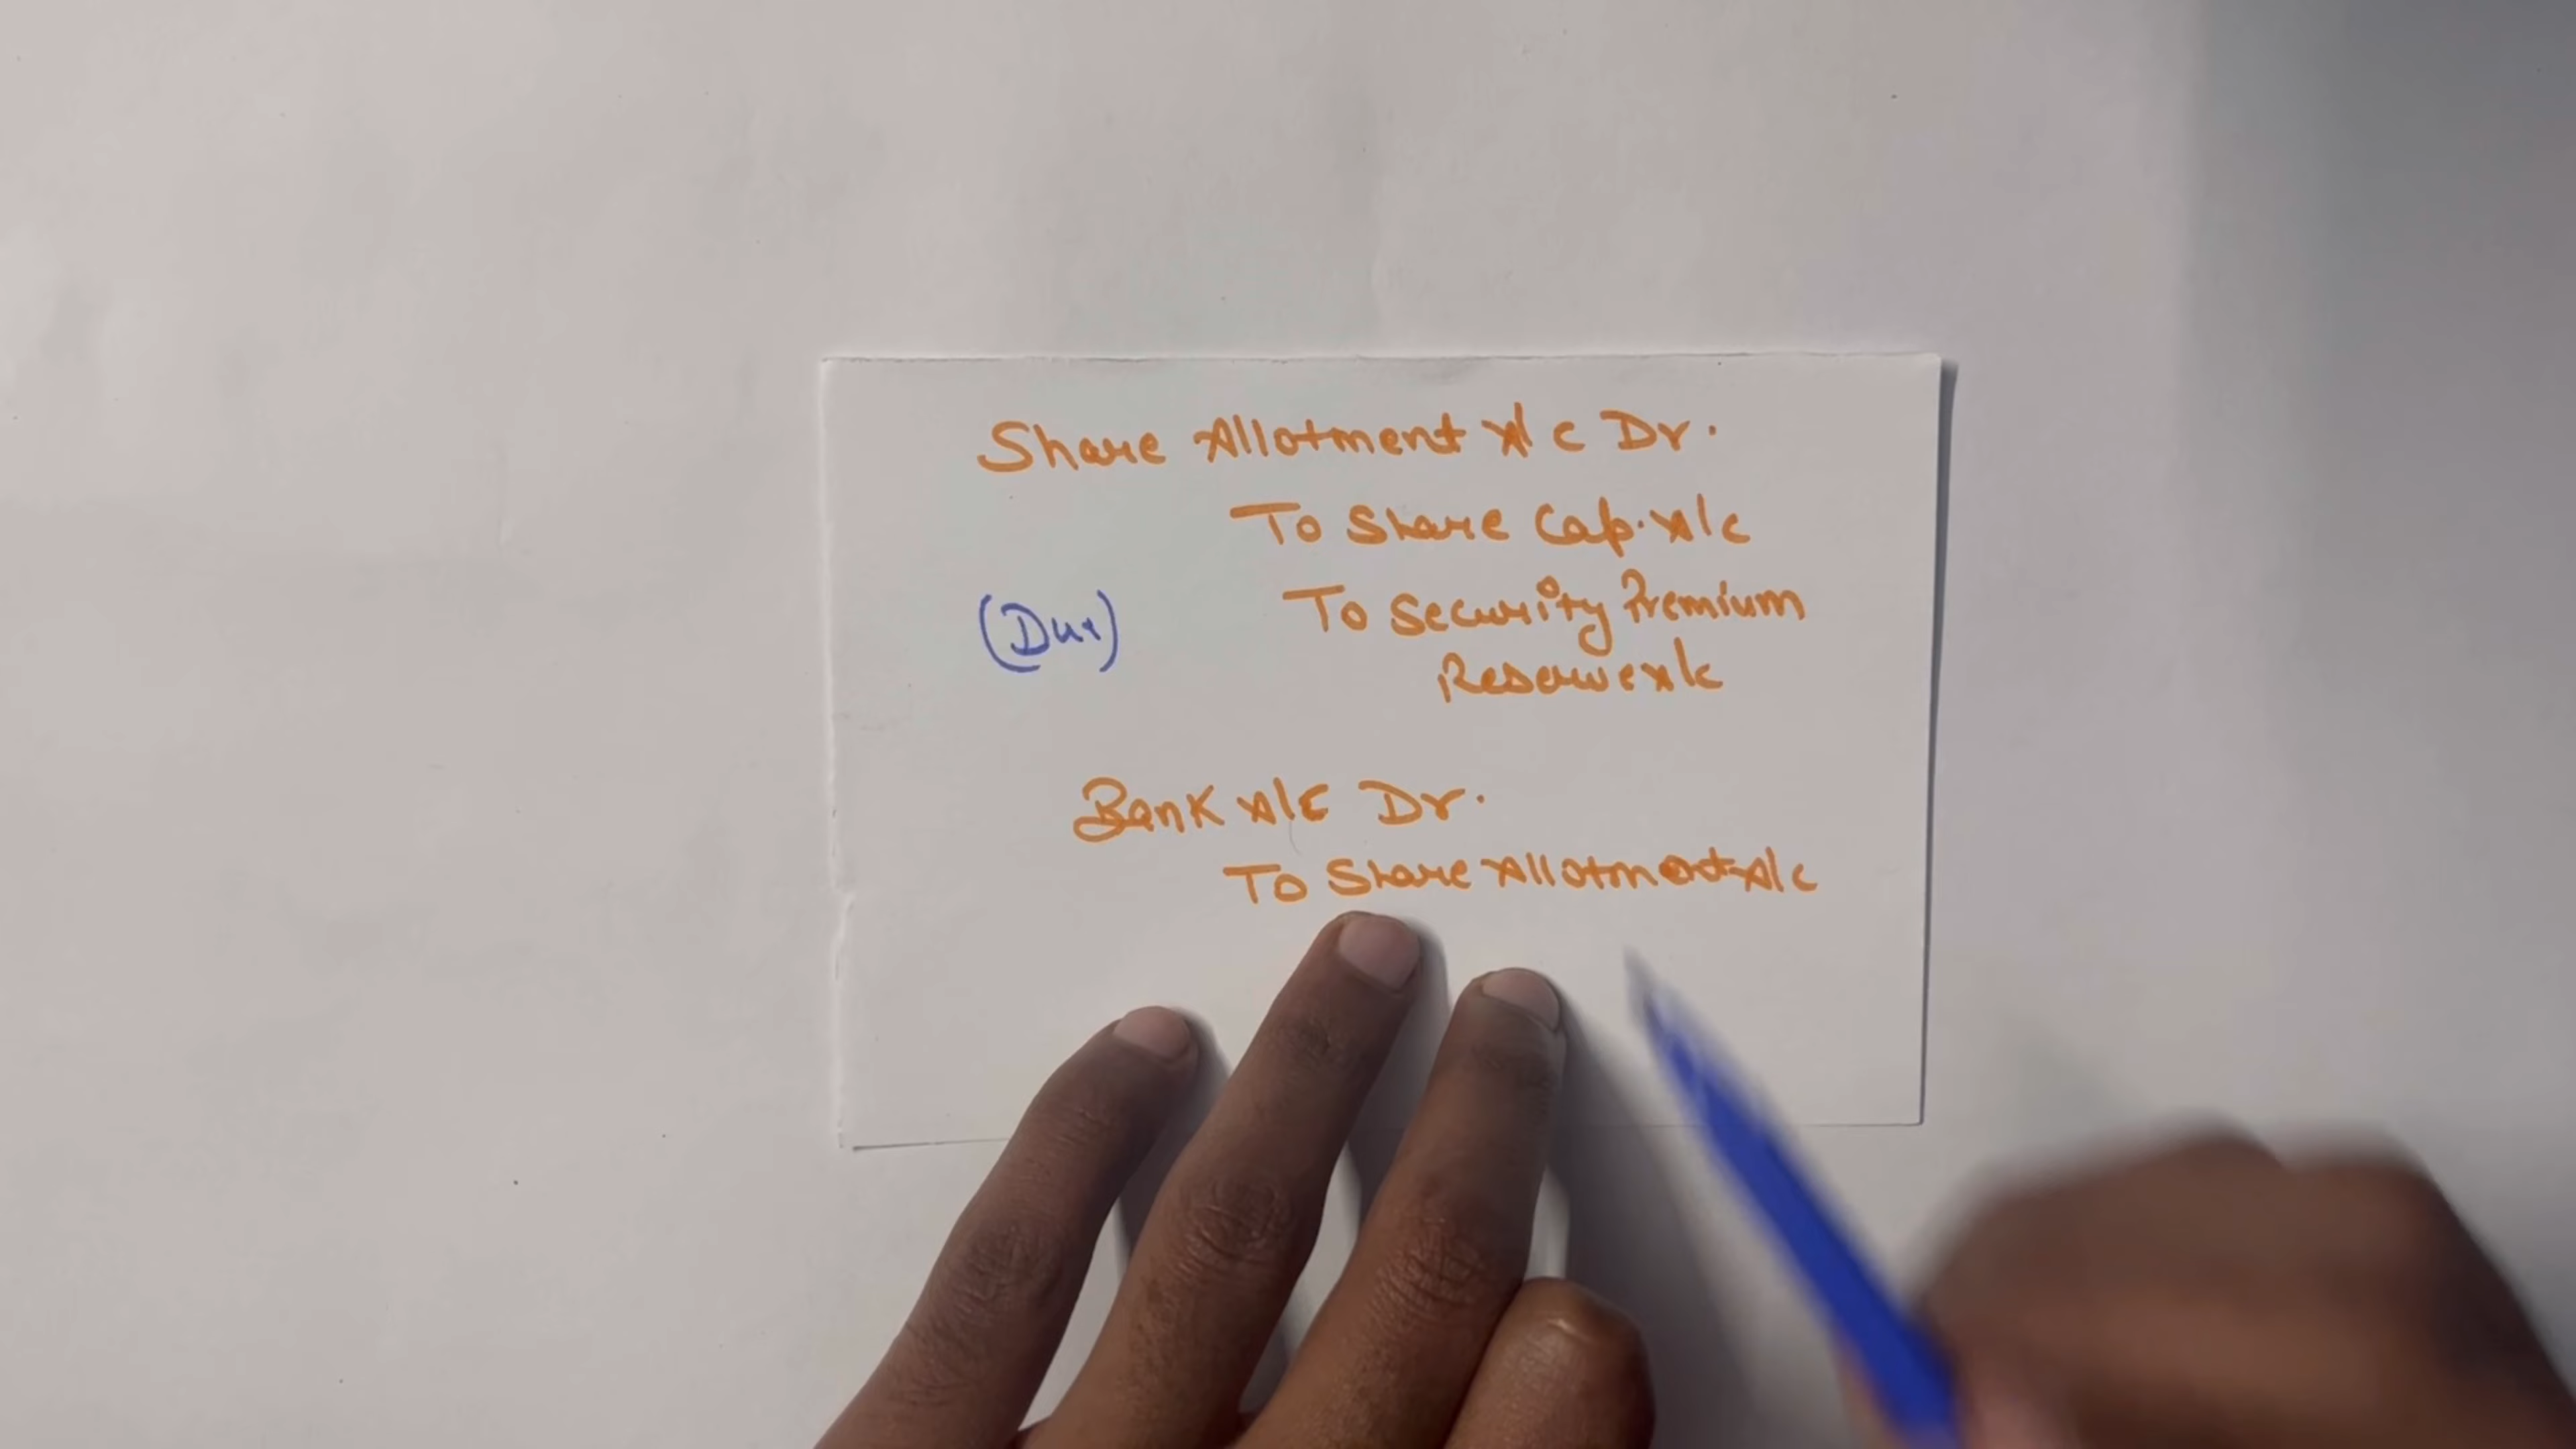 Share Allotment A/c Dr.
To Share Cap. A/c
(Due)
To Security Premium
Reserve A/c
Bank A/c Dr.
To Share Allotment A/c